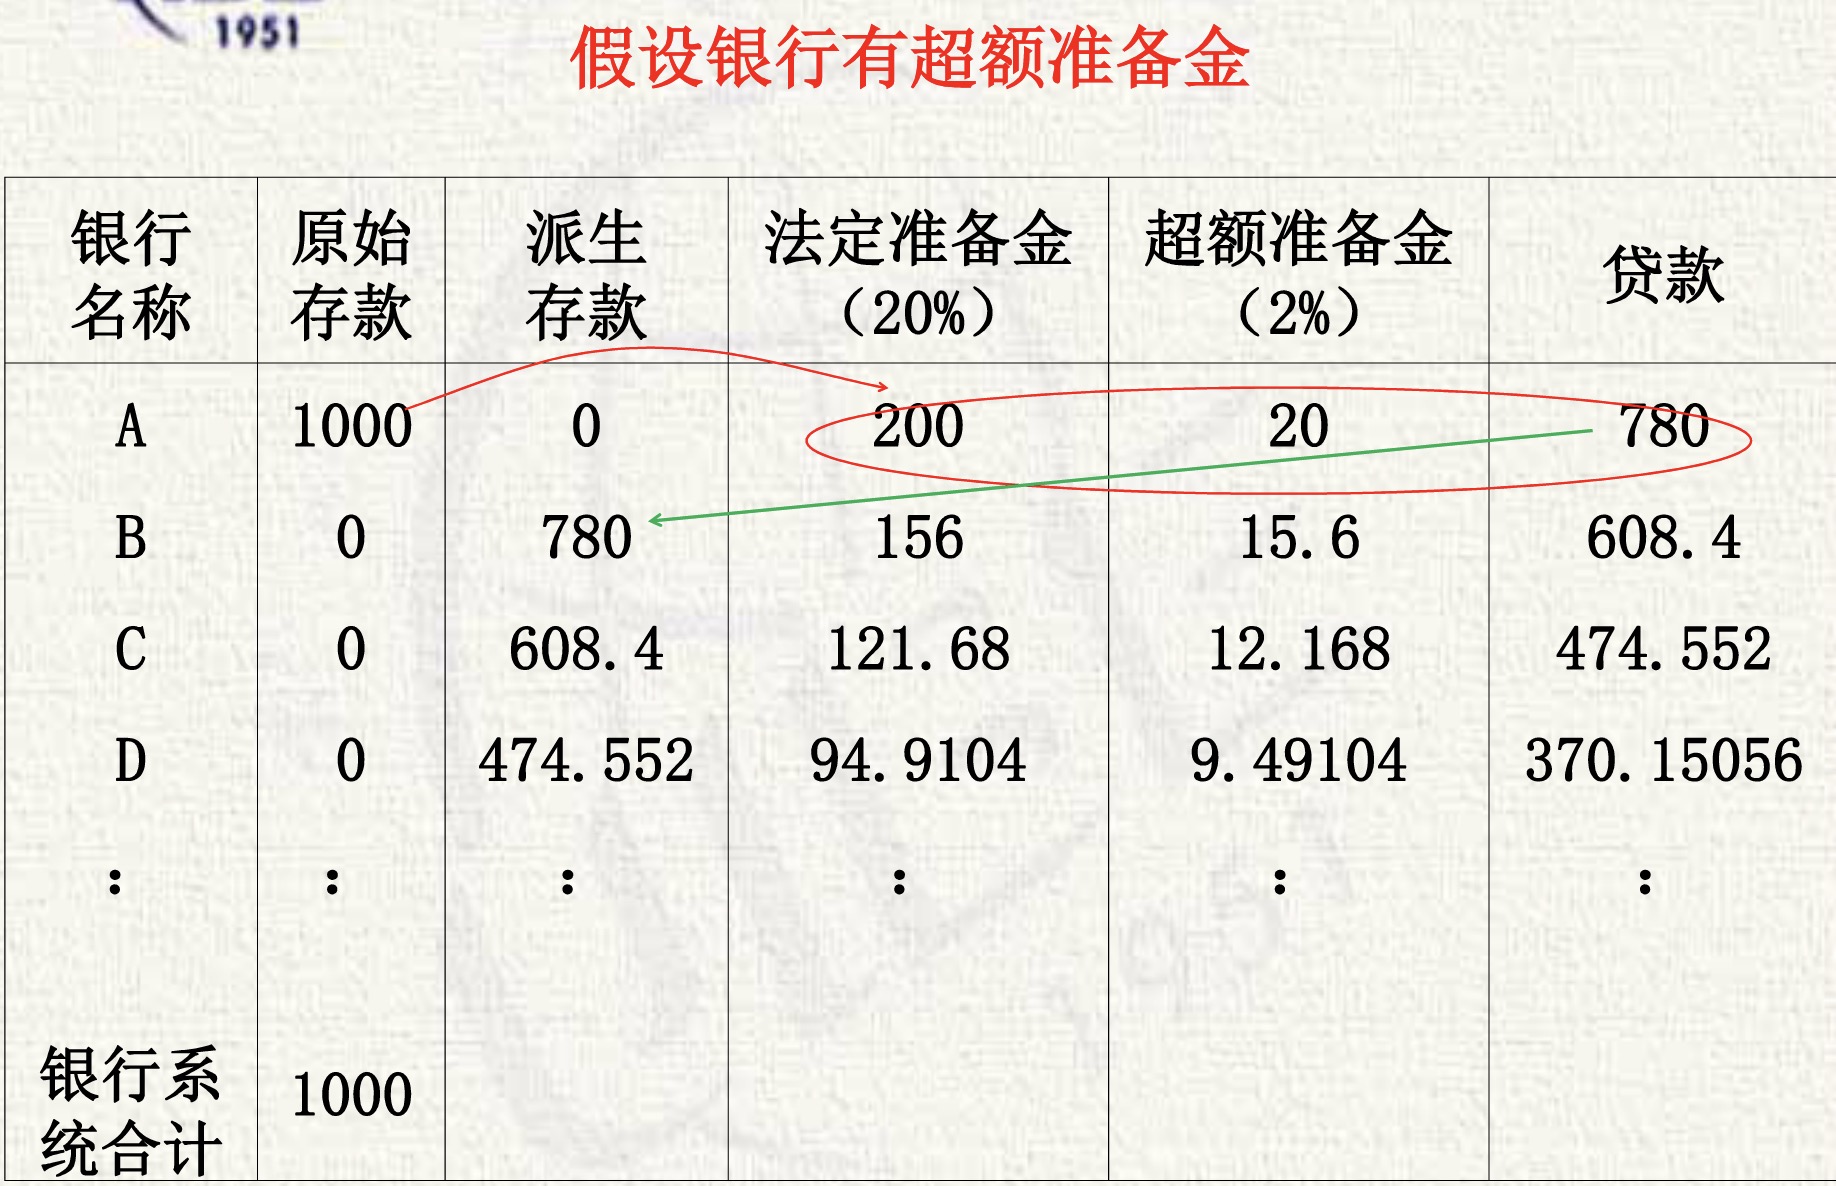 1951
假设银行有超额准备金
银行 原始 派生 法定准备金 超额准备金 贷款
名称 存款 存款 （20%） （2%）
A 1000 0 200 20 780
B 0 780 156 15.6 608.4
C 0 608.4 121.68 12.168 474.552
D 0 474.552 94.9104 9.49104 370.15056
： ： ： ： ： ：
银行系 1000
统合计